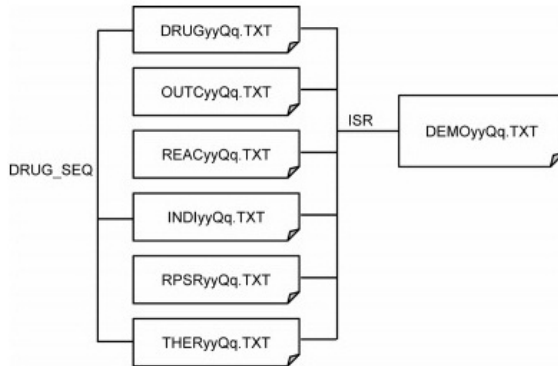 DRUGyyQq.TXT
OUTCyyQq.TXT
ISR
DEMOyyQq.TXT
REACyyQq.TXT
DRUG_SEQ
INDIyyQq.TXT
RPSRyyQq.TXT
THERyyQq.TXT